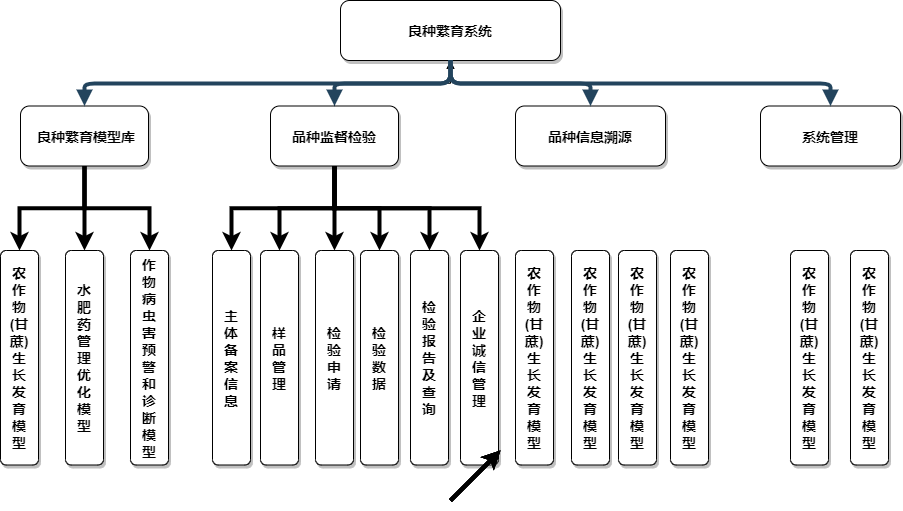 良种繁育系统
良种繁育模型库
品种监督检验
品种信息溯源
系统管理
农作物(甘蔗)生长发育模型
水肥药管理优化模型
作物病虫害预警和诊断模型
主体备案信息
样品管理
检验申请
检验数据
检验报告及查询
企业诚信管理
农作物(甘蔗)生长发育模型
农作物(甘蔗)生长发育模型
农作物(甘蔗)生长发育模型
农作物(甘蔗)生长发育模型
农作物(甘蔗)生长发育模型
农作物(甘蔗)生长发育模型